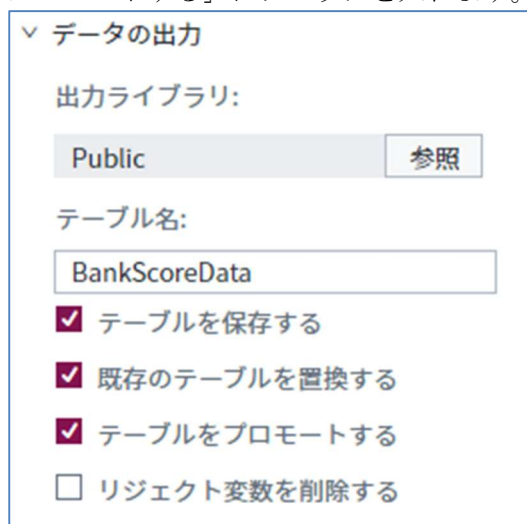 データの出力
出力ライブラリ:
Public 参照
テーブル名:
BankScoreData
テーブルを保存する
既存のテーブルを置換する
テーブルをプロモートする
リジェクト変数を削除する